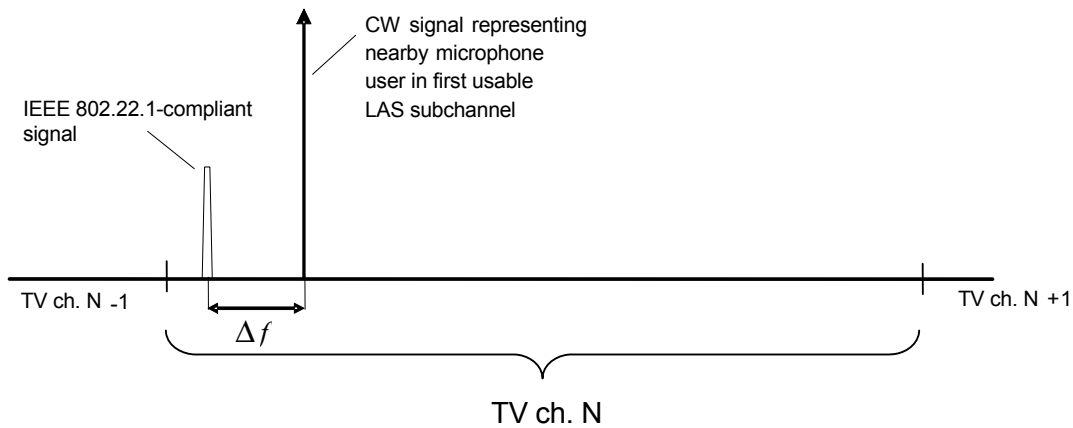 CW signal representing
nearby microphone
user in first usable
LAS subchannel
IEEE 802.22.1-compliant
signal
TV ch. N -1
TV ch. N +1
Δf
TV ch. N